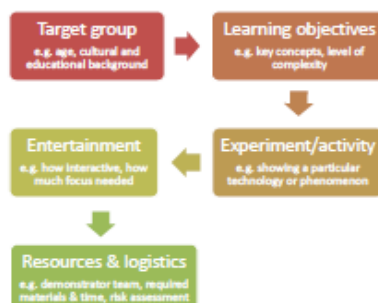 Target group
e.g. age, cultural and
educational background
Learning objectives
e.g. key concepts, level of
complexity
Experiment/activity
e.g. showing a particular
technology or phenomenon
Entertainment
e.g. how interactive, how
much focus needed
Resources & logistics
e.g. demonstrator team, required
materials & time, risk assessment